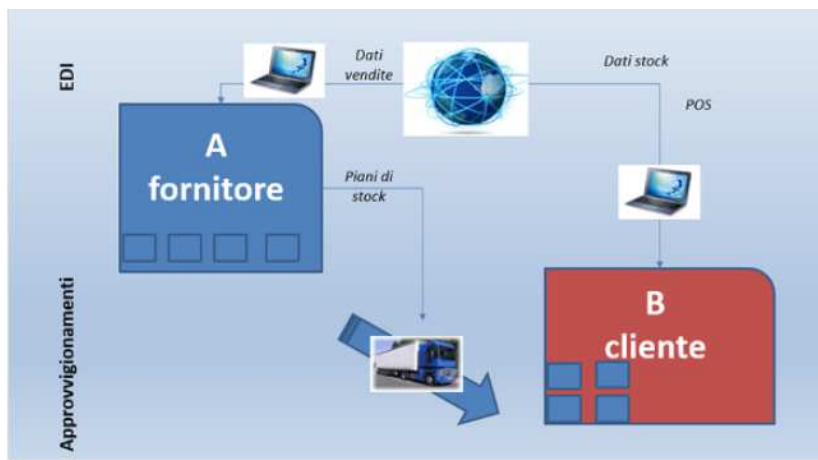 EDI
Dati
vendite
Dati stock
POS
A
fornitore
Piani di
stock
B
cliente
Approvvigionamenti